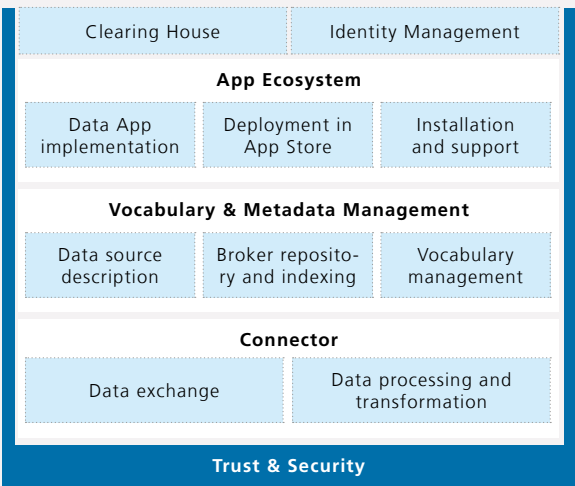 Clearing House
Identity Management
App Ecosystem
Data App
implementation
Deployment in
App Store
Installation
and support
Vocabulary & Metadata Management
Data source
description
Broker reposito-
ry and indexing
Vocabulary
management
Connector
Data exchange
Data processing and
transformation
Trust & Security